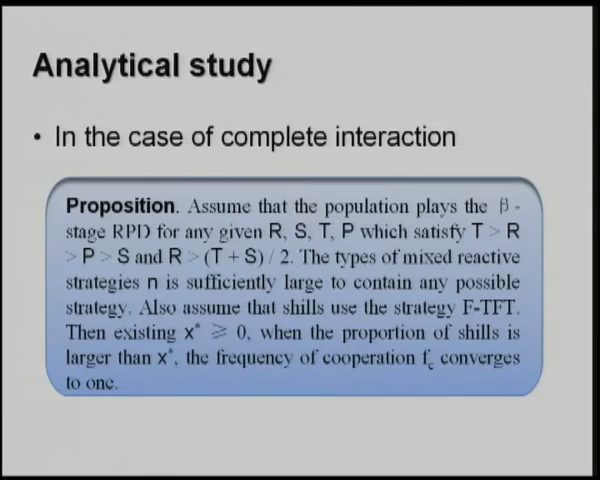 Analytical study
• In the case of complete interaction
Proposition. Assume that the population plays the β -
stage RPD for any given R, S, T, P which satisfy T > R
> P > S and R > (T + S) / 2. The types of mixed reactive
strategies n is sufficiently large to contain any possible
strategy. Also assume that shills use the strategy F-TFT.
Then existing x* ≥ 0, when the proportion of shills is
larger than x*, the frequency of cooperation fc converges
to one.